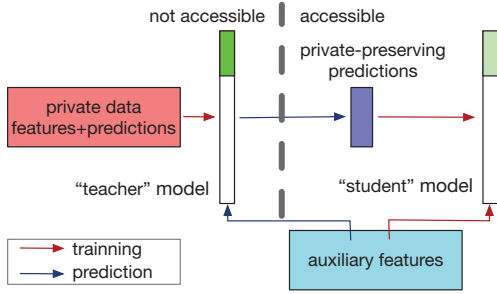 not accessible
accessible
private-preserving
predictions
private data
features+predictions
“teacher” model
“student” model
trainning
prediction
auxiliary features